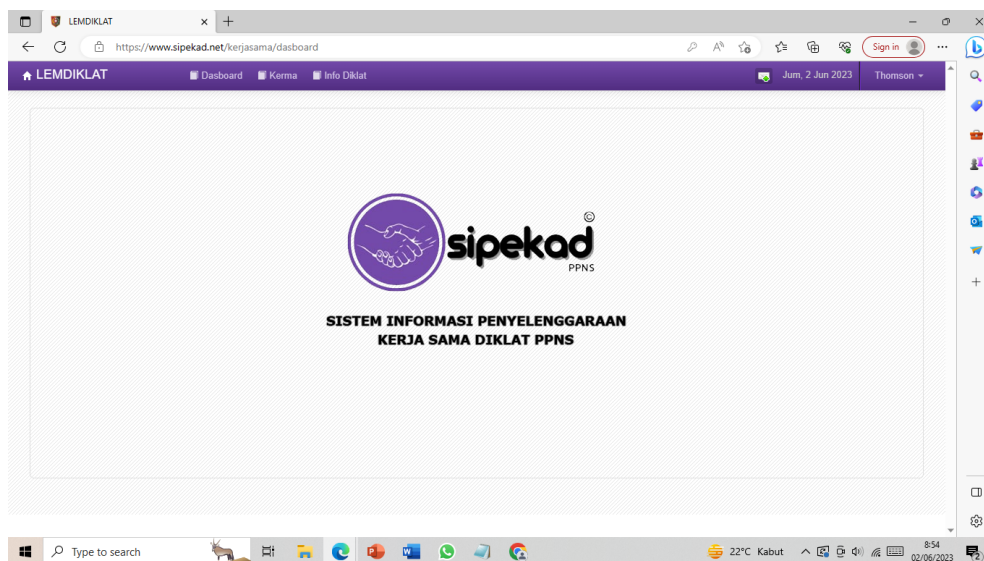 LEMDIKLAT
https://www.sipekad.net/kerjasama/dasboard
Sign in
LEMDIKLAT
Dasboard
Kerma
Info Diklat
Jum, 2 Jun 2023
Thomson
©
sipekad
PPNS
SISTEM INFORMASI PENYELENGGARAAN
KERJA SAMA DIKLAT PPNS
Type to search
22°C Kabut
8:54
02/06/2023
2